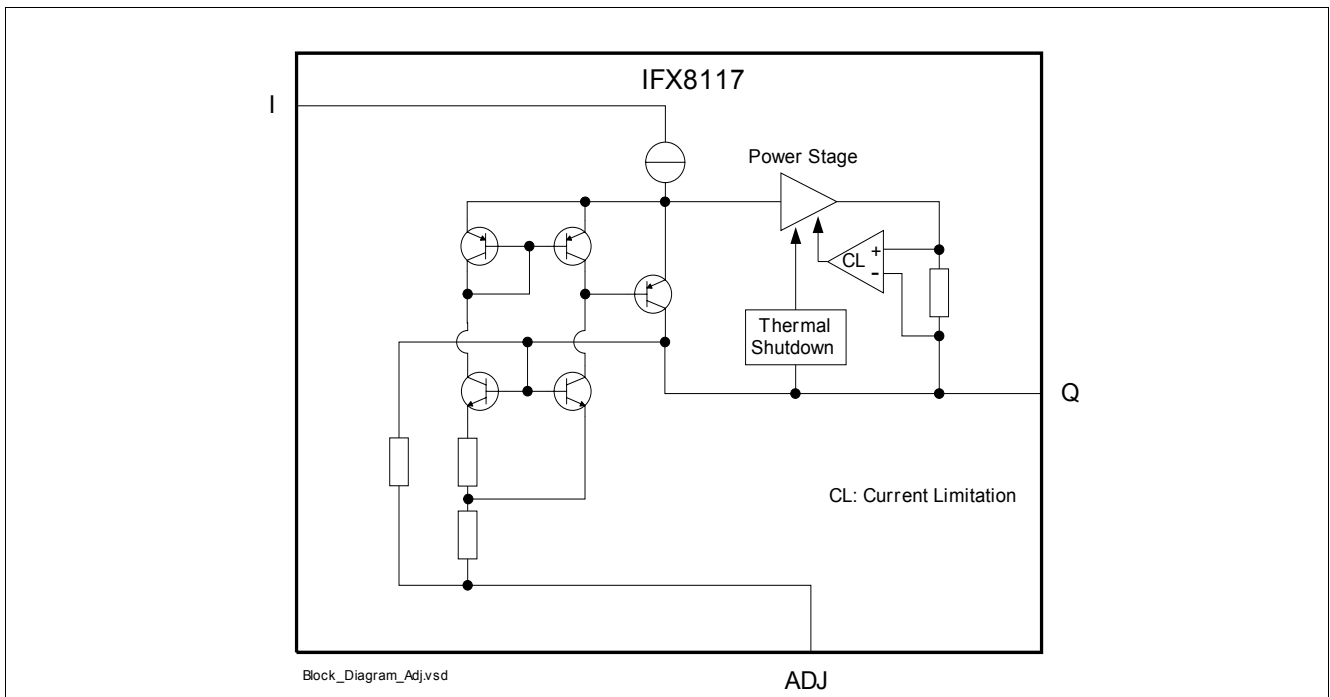 IFX8117
I
Power Stage
CL
+
-
Thermal
Shutdown
Q
CL: Current Limitation
Block_Diagram_Adj.vsd
ADJ